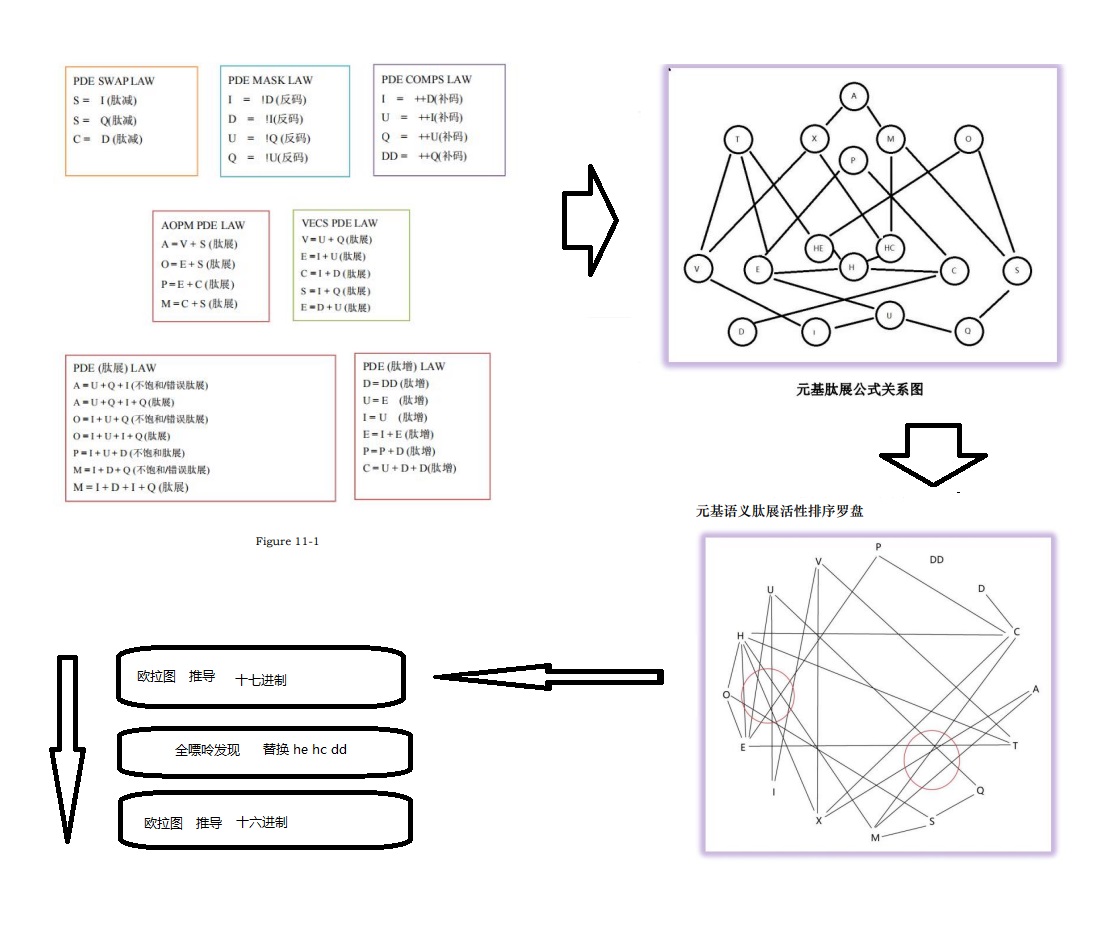 PDE SWAP LAW
S = I (肽减)
S = Q(肽减)
C = D (肽减)
PDE MASK LAW
I = !D (反码)
D = !I(反码)
U = !Q (反码)
Q = !U(反码)
PDE COMPS LAW
I = ++D(补码)
U = ++I(补码)
Q = ++U(补码)
DD = ++Q(补码)
AOPM PDE LAW
A = V + S (肽展)
O = E + S (肽展)
P = E + C (肽展)
M = C + S (肽展)
VECS PDE LAW
V = U + Q (肽展)
E = I + U (肽展)
C = I + D (肽展)
S = I + Q (肽展)
E = D + U (肽展)
PDE (肽展) LAW
A = U + Q + I (不饱和/错误肽展)
A = U + Q + I + Q (肽展)
O = I + U + Q (不饱和/错误肽展)
O = I + U + I + Q (肽展)
P = I + U + D (不饱和肽展)
M = I + D + Q (不饱和/错误肽展)
M = I + D + I + Q (肽展)
PDE (肽增) LAW
D = DD (肽增)
U = E (肽增)
I = U (肽增)
E = I + E (肽增)
P = P + D (肽增)
C = U + D + D(肽增)
Figure 11-1
A
T X M O
P
HE HC
V E H C S
D I U Q
元基肽展公式关系图
元基语义肽展活性排序罗盘
P
V DD
U D
H C
O A
E T
I Q
X S
M
欧拉图 推导 十七进制
全嘌呤发现 替换 he hc dd
欧拉图 推导 十六进制